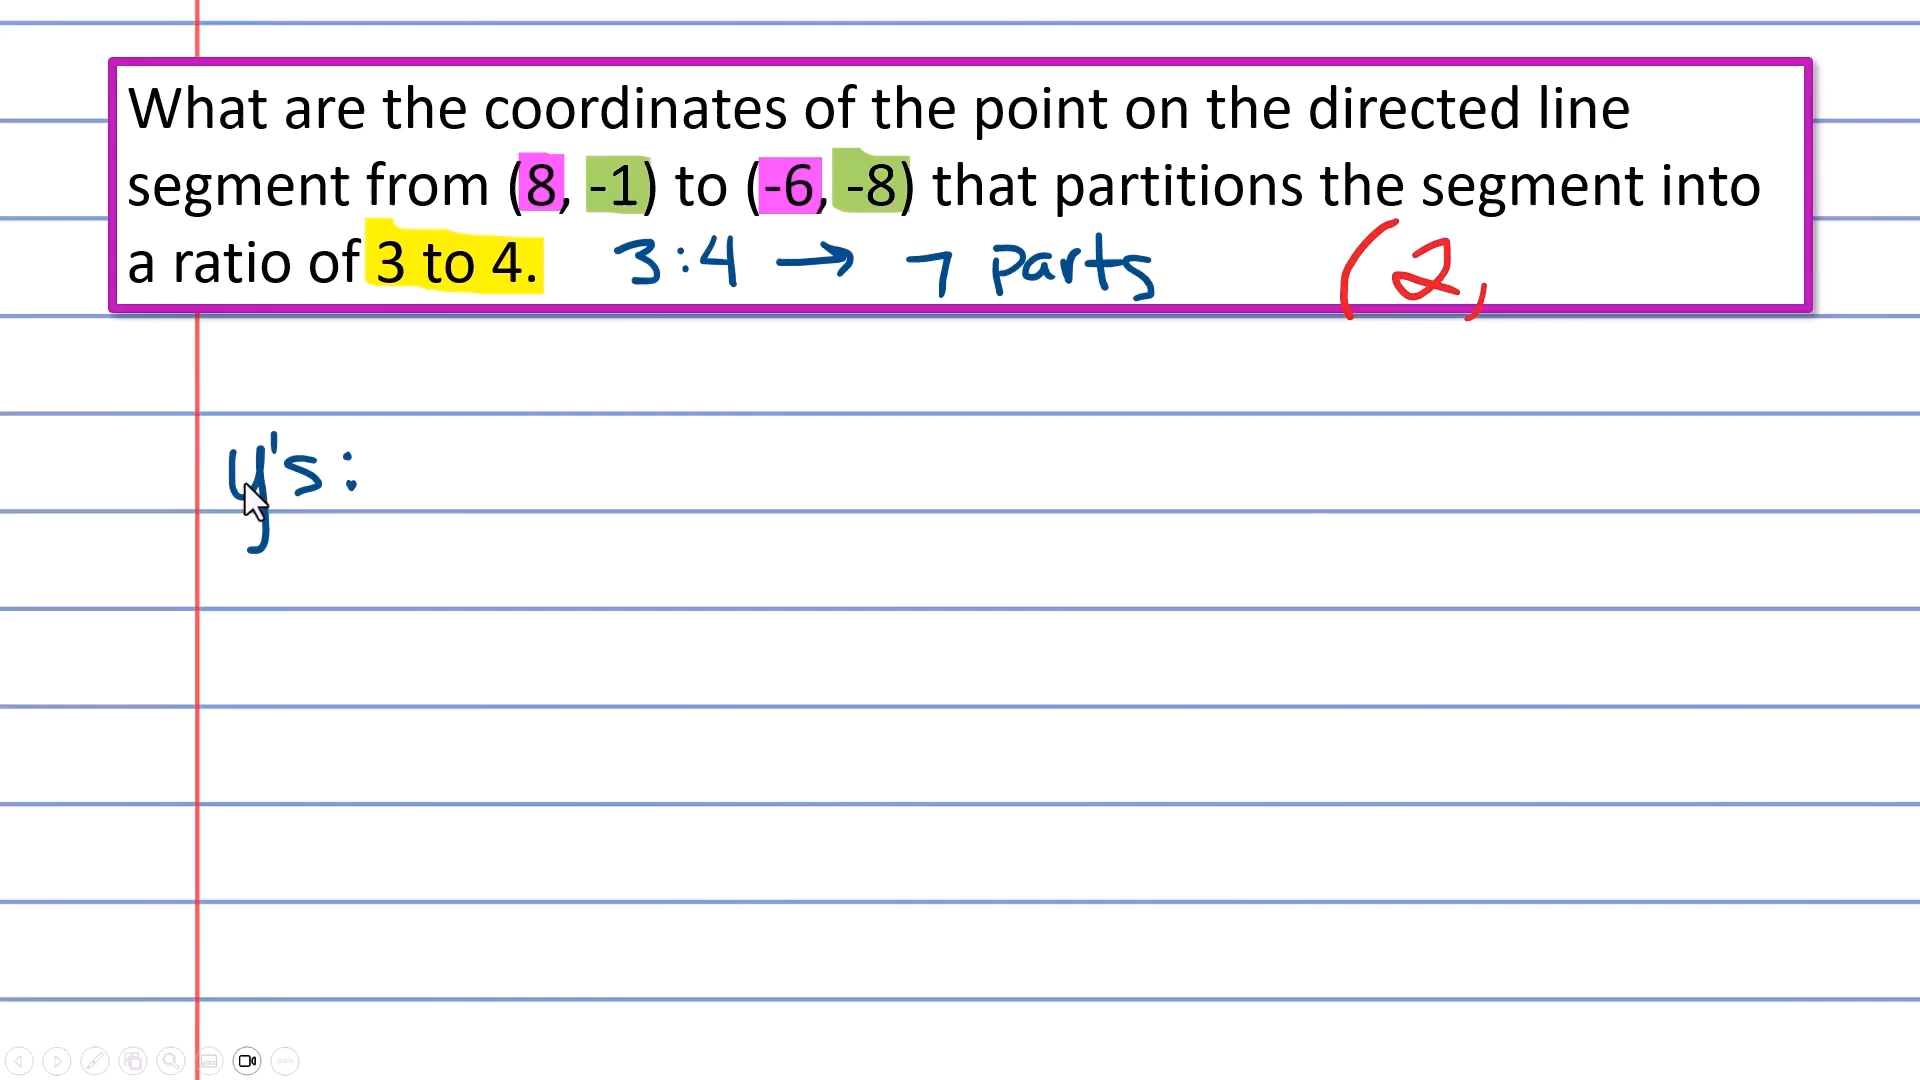 What are the coordinates of the point on the directed line
segment from (8, -1) to (-6, -8) that partitions the segment into
a ratio of 3 to 4. 3:4 → 7 parts (2,
y's: